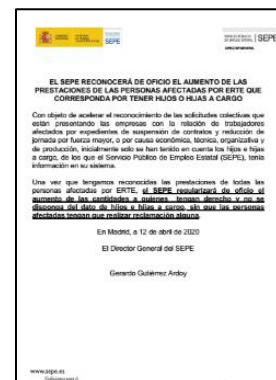 SEPE
SEPE
EL SEPE RECONOCERÁ DE OFICIO EL AUMENTO DE LAS
PRESTACIONES DE LAS PERSONAS AFECTADAS POR ERTE QUE
CORRESPONDA POR TENER HIJOS O HIJAS A CARGO
Con objeto de acelerar el reconocimiento de las solicitudes colectivas que
están presentando las empresas con la relación de trabajadores
afectados por expedientes de suspensión de contratos y reducción de
jornada por fuerza mayor, o por causa económica, técnica, organizativa y
de producción, inicialmente solo se han tenido en cuenta los hijos e hijas
a cargo, de los que el Servicio Público de Empleo Estatal (SEPE), tenía
información en su sistema.
Una vez que tengamos reconocidas las prestaciones de todas las
personas afectadas por ERTE, el SEPE regularizará de oficio el
aumento de las cantidades a quienes tengan derecho y no se
disponga del dato de hijos e hijas a cargo, sin que las personas
afectadas tengan que realizar reclamación alguna.
En Madrid, a 12 de abril de 2020
El Director General del SEPE
Gerardo Gutiérrez Ardoy
www.sepe.es